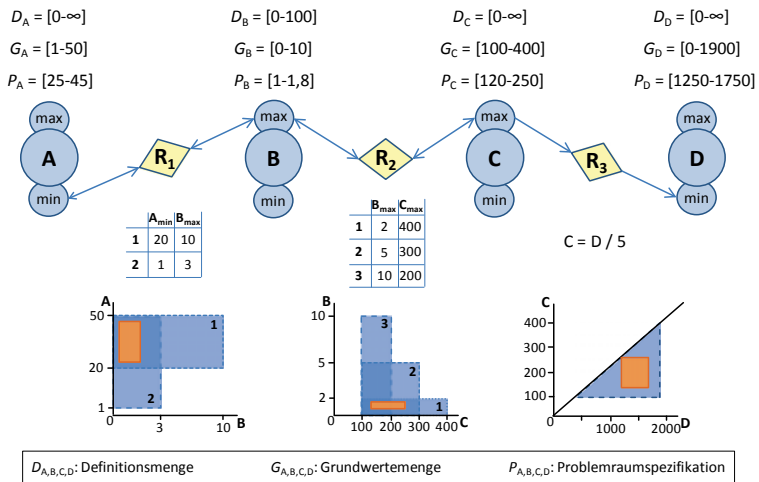 D_A = [0-∞] D_B = [0-100] D_C = [0-∞] D_D = [0-∞]
G_A = [1-50] G_B = [0-10] G_C = [100-400] G_D = [0-1900]
P_A = [25-45] P_B = [1-1,8] P_C = [120-250] P_D = [1250-1750]
max max max max
A R_1 B R_2 C R_3 D
min min min min
A_min B_max
1 20 10
2 1 3
B_max C_max
1 2 400
2 5 300
3 10 200
C = D / 5
A
50
1
20
2
1
0 3 10
B
B
10
3
5
2
2
1
0 100 200 300 400
C
C
400
300
200
100
0 1000 2000
D
D_A,B,C,D: Definitionsmenge G_A,B,C,D: Grundwertemenge P_A,B,C,D: Problemraumspezifikation